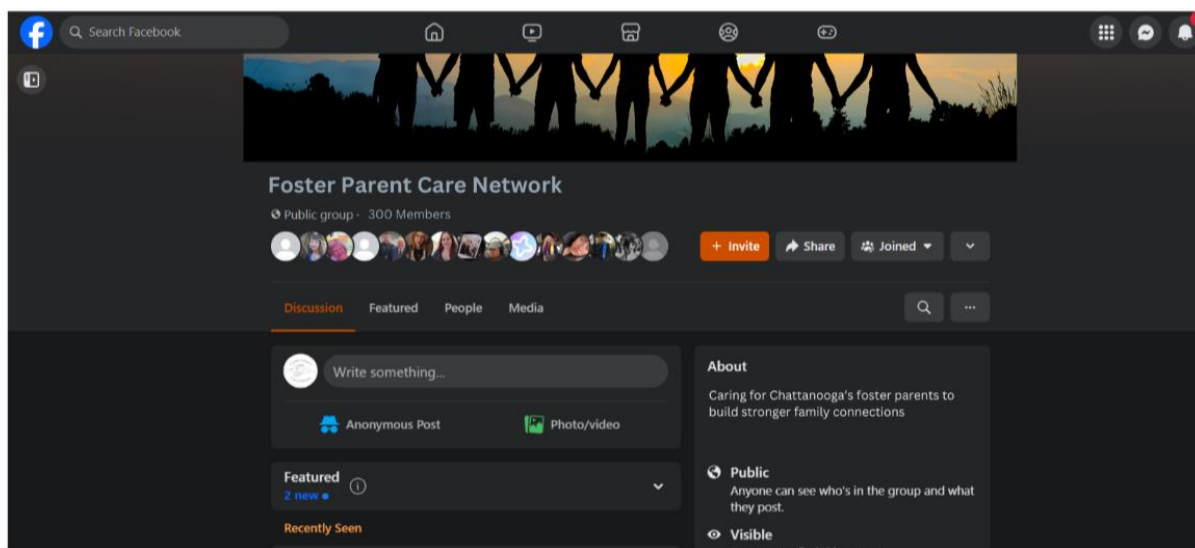 Search Facebook
Foster Parent Care Network
Public group · 300 Members
+ Invite
Share
Joined
Discussion
Featured
People
Media
Write something...
Anonymous Post
Photo/video
Featured
2 new
Recently Seen
About
Caring for Chattanooga's foster parents to
build stronger family connections
Public
Anyone can see who's in the group and what
they post.
Visible